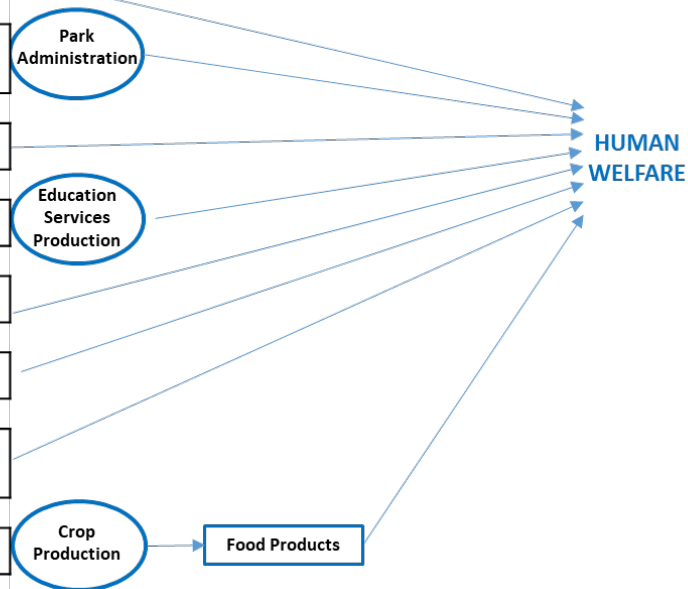 Park
Administration
HUMAN
WELFARE
Education
Services
Production
Crop
Production
Food Products